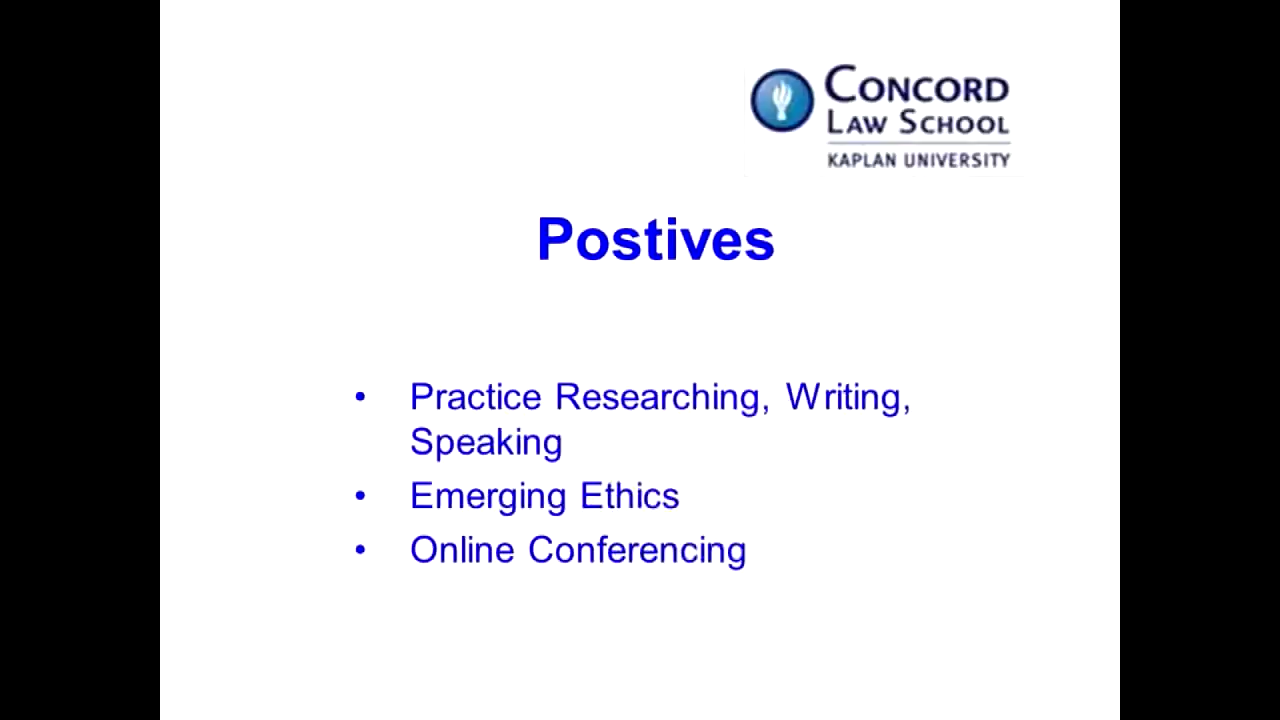 CONCORD
LAW SCHOOL
KAPLAN UNIVERSITY
Postives
• Practice Researching, Writing,
Speaking
• Emerging Ethics
• Online Conferencing